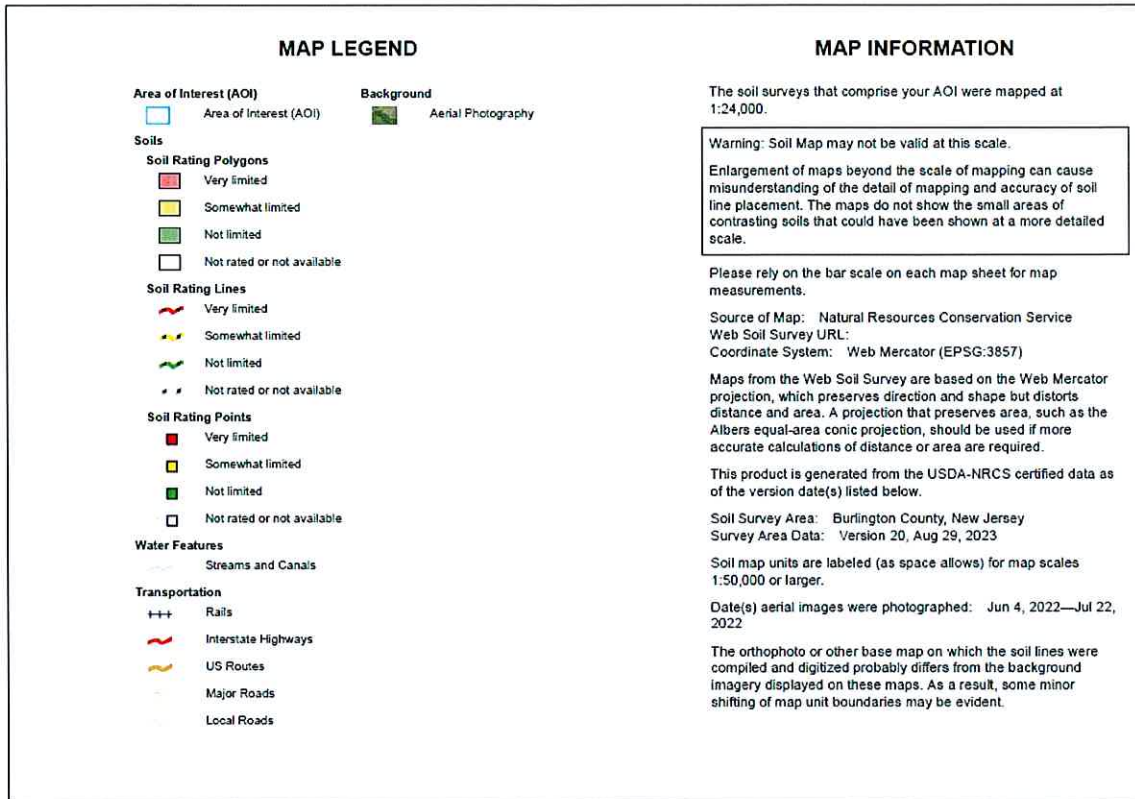 MAP LEGEND
Area of Interest (AOI)
Area of Interest (AOI)
Background
Aerial Photography
Soils
Soil Rating Polygons
Very limited
Somewhat limited
Not limited
Not rated or not available
Soil Rating Lines
Very limited
Somewhat limited
Not limited
Not rated or not available
Soil Rating Points
Very limited
Somewhat limited
Not limited
Not rated or not available
Water Features
Streams and Canals
Transportation
Rails
Interstate Highways
US Routes
Major Roads
Local Roads
MAP INFORMATION
The soil surveys that comprise your AOI were mapped at
1:24,000.
Warning: Soil Map may not be valid at this scale.
Enlargement of maps beyond the scale of mapping can cause
misunderstanding of the detail of mapping and accuracy of soil
line placement. The maps do not show the small areas of
contrasting soils that could have been shown at a more detailed
scale.
Please rely on the bar scale on each map sheet for map
measurements.
Source of Map: Natural Resources Conservation Service
Web Soil Survey URL:
Coordinate System: Web Mercator (EPSG:3857)
Maps from the Web Soil Survey are based on the Web Mercator
projection, which preserves direction and shape but distorts
distance and area. A projection that preserves area, such as the
Albers equal-area conic projection, should be used if more
accurate calculations of distance or area are required.
This product is generated from the USDA-NRCS certified data as
of the version date(s) listed below.
Soil Survey Area: Burlington County, New Jersey
Survey Area Data: Version 20, Aug 29, 2023
Soil map units are labeled (as space allows) for map scales
1:50,000 or larger.
Date(s) aerial images were photographed: Jun 4, 2022—Jul 22,
2022
The orthophoto or other base map on which the soil lines were
compiled and digitized probably differs from the background
imagery displayed on these maps. As a result, some minor
shifting of map unit boundaries may be evident.